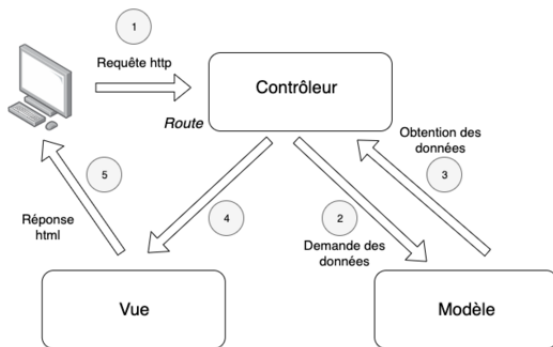 1
Requête http
Contrôleur
Route
Obtention des
données
3
5
4
2
Réponse
html
Demande des
données
Vue
Modèle